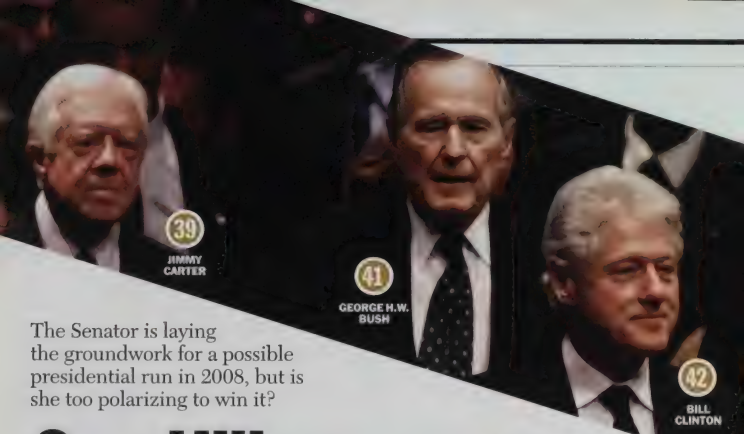 39
JIMMY
CARTER
41
GEORGE H.W.
BUSH
42
BILL
CLINTON
The Senator is laying
the groundwork for a possible
presidential run in 2008, but is
she too polarizing to win it?